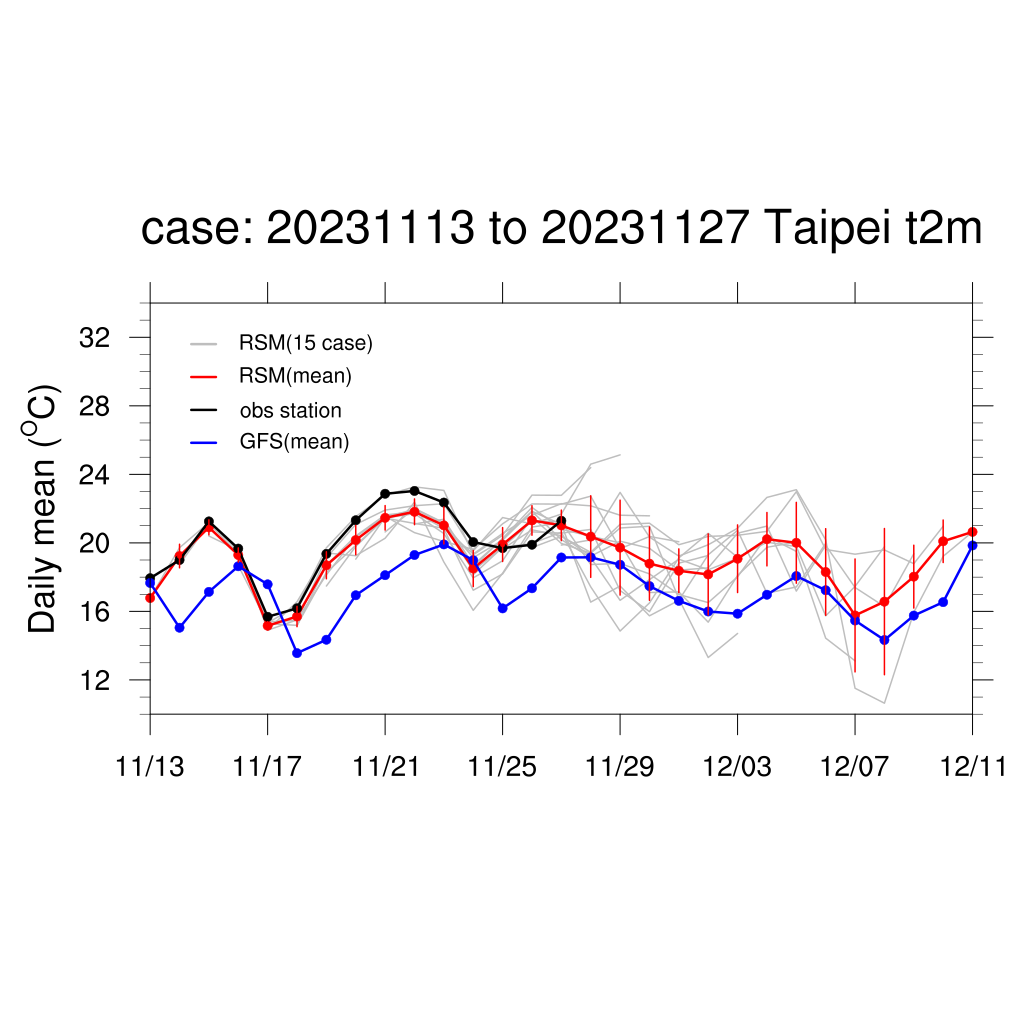 case: 20231113 to 20231127 Taipei t2m
Daily mean (°C)
32
28
24
20
16
12
RSM(15 case)
RSM(mean)
obs station
GFS(mean)
11/13 11/17 11/21 11/25 11/29 12/03 12/07 12/11